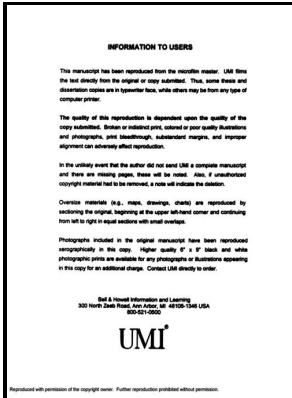 INFORMATION TO USERS
This manuscript has been reproduced from the microfilm master. UMI films
the text directly from the original or copy submitted. Thus, some thesis and
dissertation copies are in typewriter face, while others may be from any type of
computer printer.
The quality of this reproduction is dependent upon the quality of the
copy submitted. Broken or indistinct print, colored or poor quality illustrations
and photographs, print bleedthrough, substandard margins, and improper
alignment can adversely affect reproduction.
In the unlikely event that the author did not send UMI a complete manuscript
and there are missing pages, these will be noted. Also, if unauthorized
copyright material had to be removed, a note will indicate the deletion.
Oversize materials (e.g., maps, drawings, charts) are reproduced by
sectioning the original, beginning at the upper left-hand corner and continuing
from left to right in equal sections with small overlaps.
Photographs included in the original manuscript have been reproduced
xerographically in this copy. Higher quality 6" x 9" black and white
photographic prints are available for any photographs or illustrations appearing
in this copy for an additional charge. Contact UMI directly to order.
Bell & Howell Information and Learning
300 North Zeeb Road, Ann Arbor, MI 48106-1346 USA
800-521-0600
UMI®
Reproduced with permission of the copyright owner. Further reproduction prohibited without permission.